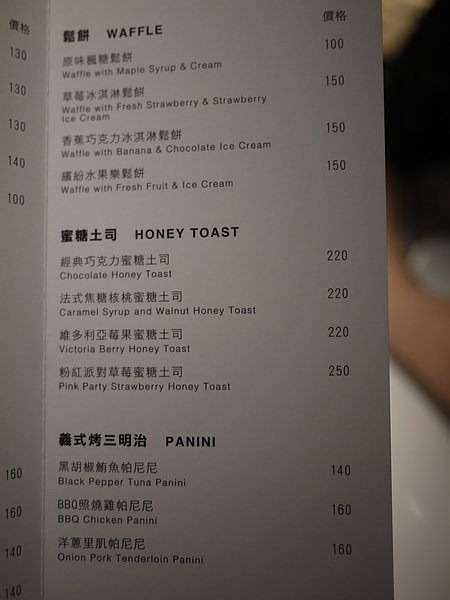 價格
130
130
130
140
100
160
160
140
140
鬆餅 WAFFLE 價格
原味楓糖鬆餅 100
Waffle with Maple Syrup & Cream
草莓冰淇淋鬆餅 150
Waffle with Fresh Strawberry & Strawberry
Ice Cream
香蕉巧克力冰淇淋鬆餅 150
Waffle with Banana & Chocolate Ice Cream
繽紛水果樂鬆餅 150
Waffle with Fresh Fruit & Ice Cream
蜜糖土司 HONEY TOAST
經典巧克力蜜糖土司 220
Chocolate Honey Toast
法式焦糖核桃蜜糖土司 220
Caramel Syrup and Walnut Honey Toast
維多利亞莓果蜜糖土司 220
Victoria Berry Honey Toast
粉紅派對草莓蜜糖土司 250
Pink Party Strawberry Honey Toast
義式烤三明治 PANINI
黑胡椒鮪魚帕尼尼 140
Black Pepper Tuna Panini
BBQ照燒雞帕尼尼 160
BBQ Chicken Panini
洋蔥里肌帕尼尼 160
Onion Pork Tenderloin Panini